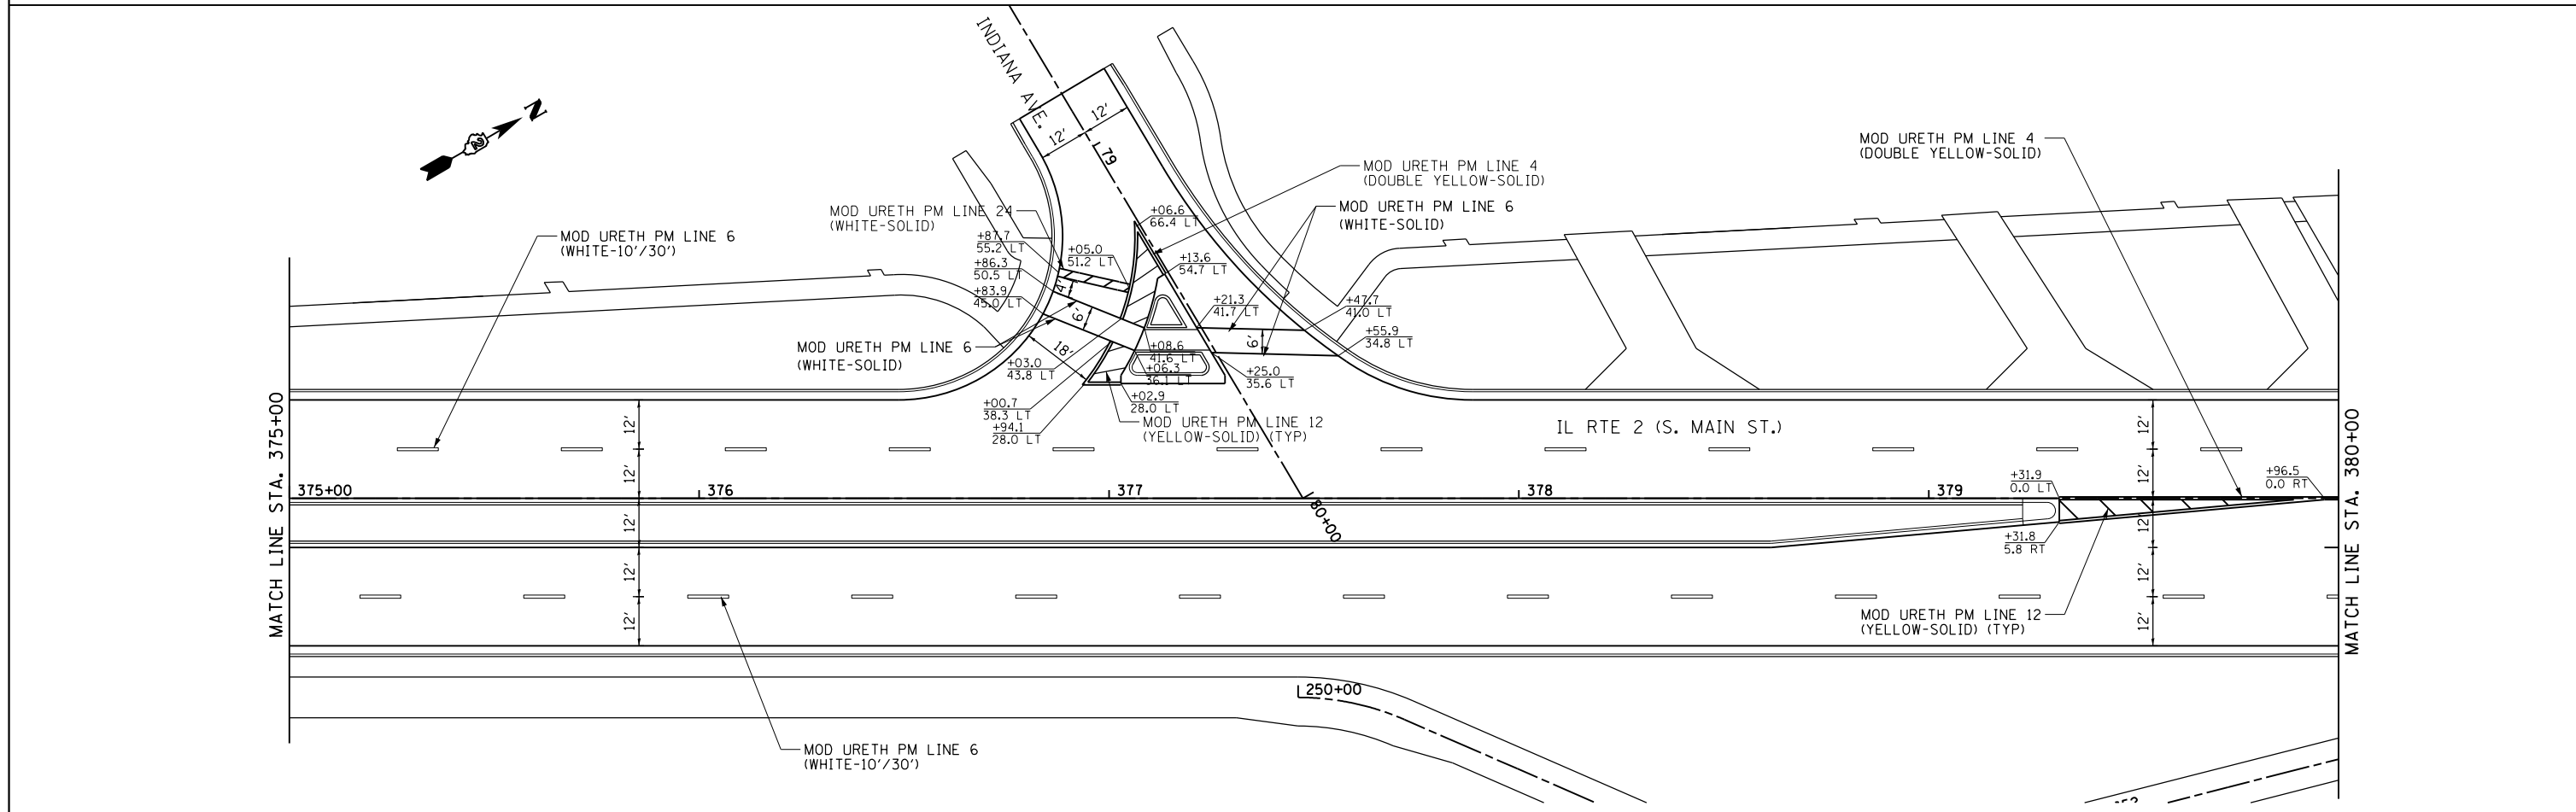 INDIANA AVE.
N
2
12'
12'
79
MOD URETH PM LINE 4
(DOUBLE YELLOW-SOLID)
MOD URETH PM LINE 4
(DOUBLE YELLOW-SOLID)
MOD URETH PM LINE 6
(WHITE-SOLID)
MOD URETH PM LINE 24
(WHITE-SOLID)
MOD URETH PM LINE 6
(WHITE-10'/30')
+06.6
66.4 LT
+87.7
55.2 LT
+05.0
51.2 LT
+86.3
50.5 LT
+13.6
54.7 LT
+83.9
45.0 LT
4'
6'
+21.3
41.7 LT
+47.7
41.0 LT
6'
+55.9
34.8 LT
MOD URETH PM LINE 6
(WHITE-SOLID)
18'
+08.6
41.6 LT
+03.0
43.8 LT
+06.3
36.1 LT
+25.0
35.6 LT
+00.7
38.3 LT
+02.9
28.0 LT
+94.1
28.0 LT
MOD URETH PM LINE 12
(YELLOW-SOLID) (TYP)
IL RTE 2 (S. MAIN ST.)
MATCH LINE STA. 375+00
MATCH LINE STA. 380+00
12'
12'
12'
12'
12'
12'
12'
12'
12'
12'
375+00
376
377
378
379
80+00
+31.9
0.0 LT
+96.5
0.0 RT
+31.8
5.8 RT
MOD URETH PM LINE 12
(YELLOW-SOLID) (TYP)
250+00
MOD URETH PM LINE 6
(WHITE-10'/30')